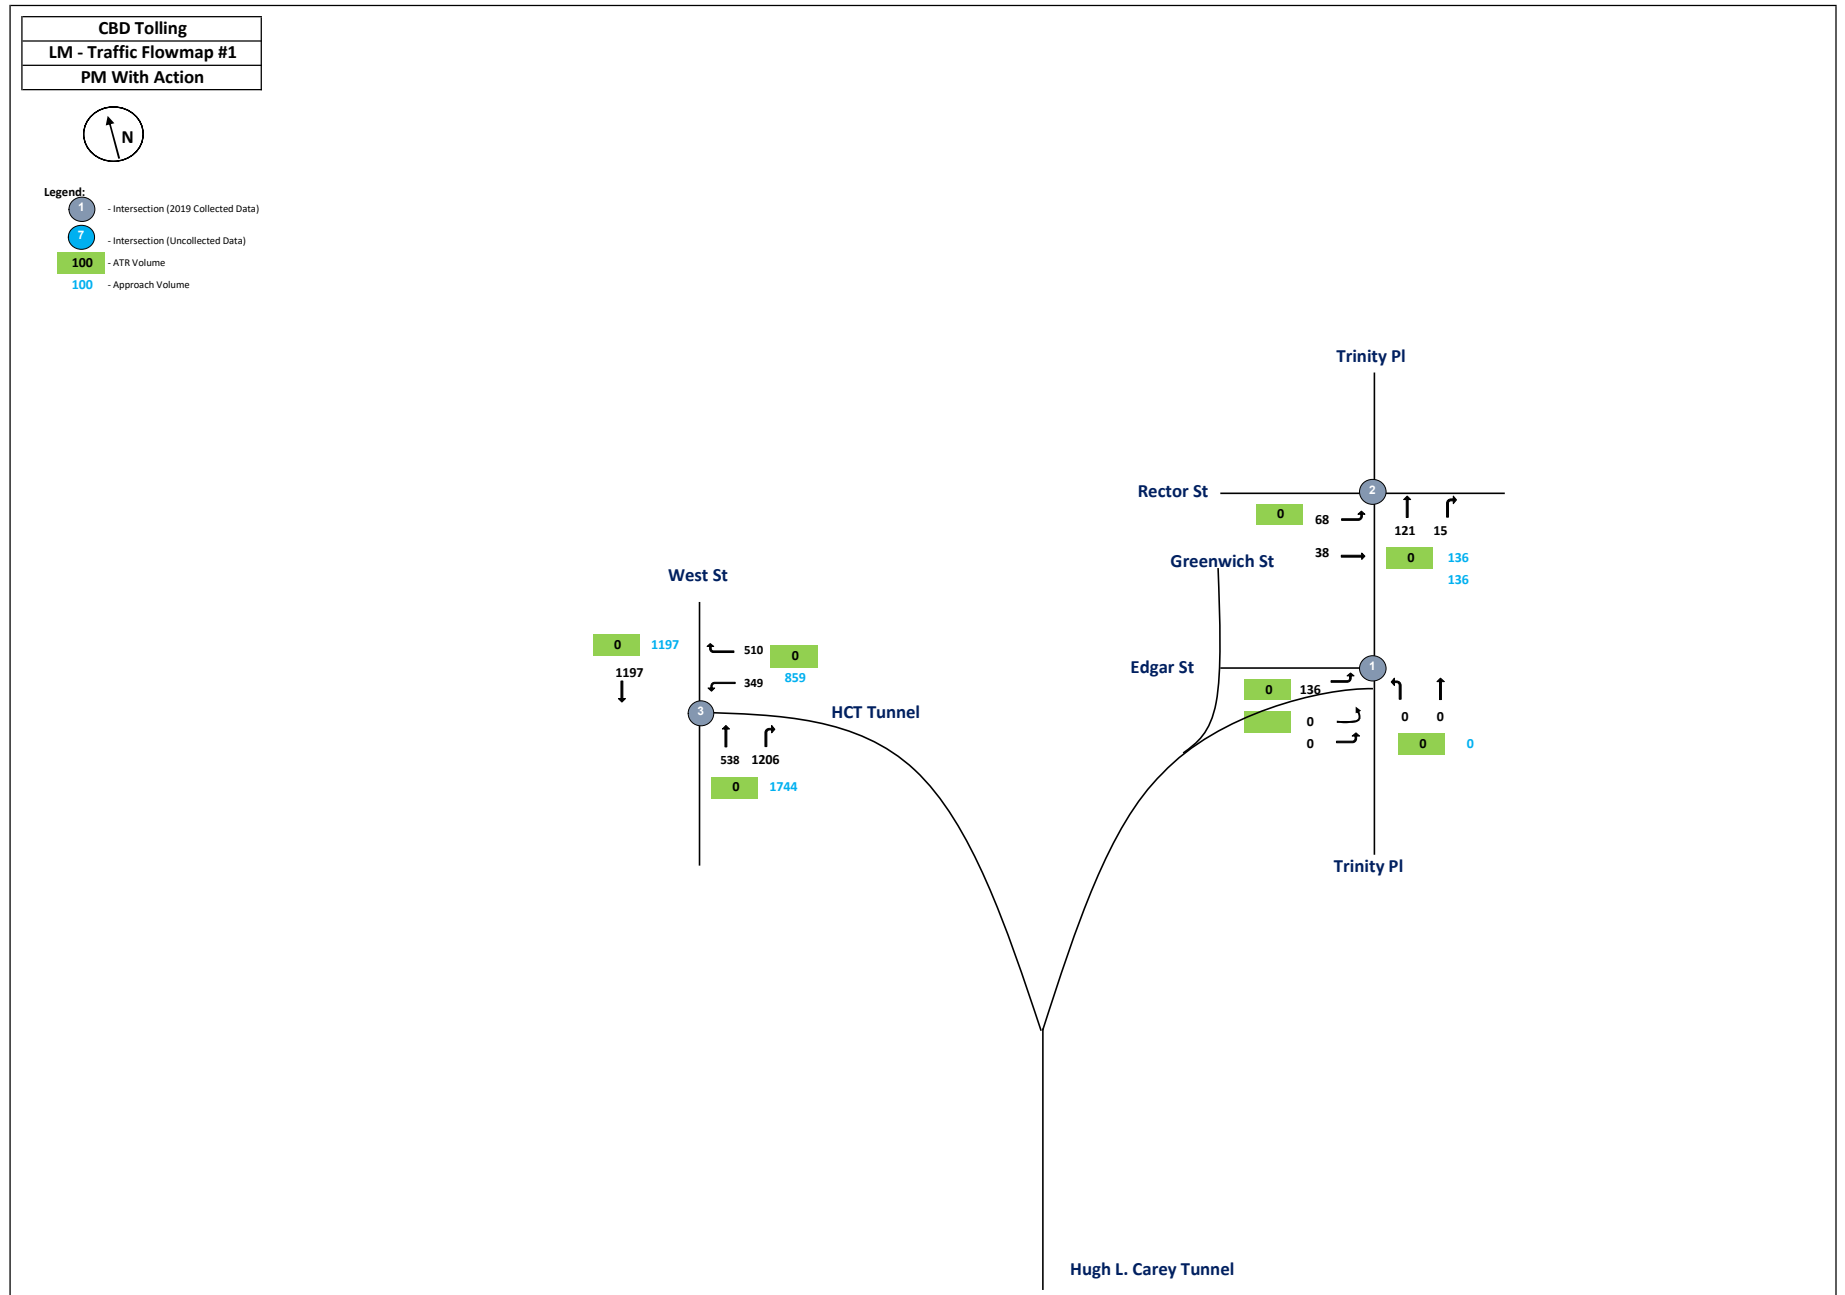 CBD Tolling
LM - Traffic Flowmap #1
PM With Action
N
Legend:
1 - Intersection (2019 Collected Data)
7 - Intersection (Uncollected Data)
100 - ATR Volume
100 - Approach Volume
Trinity Pl
Rector St
2
0 68
121 15
38
0 136
136
Greenwich St
West St
0 1197
510 0
1197
349 859
3
HCT Tunnel
538 1206
0 1744
Edgar St
1
0 136
0
0
0 0
0 0
Trinity Pl
Hugh L. Carey Tunnel